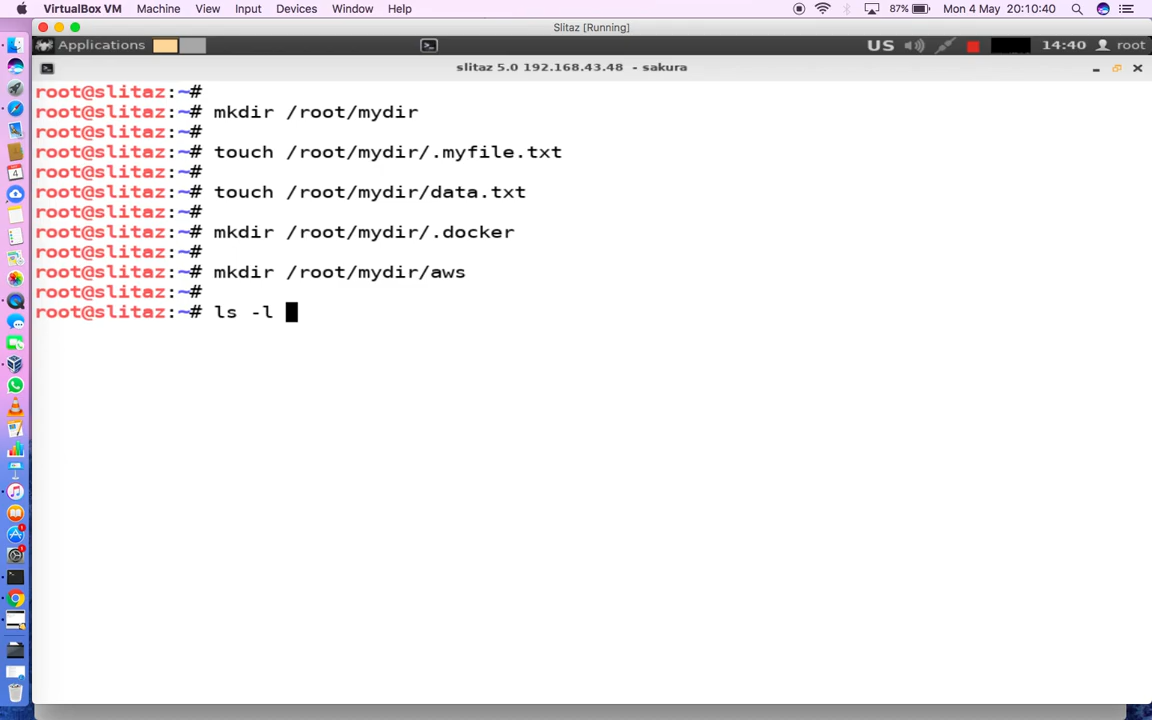 VirtualBox VM Machine View Input Devices Window Help 87% Mon 4 May 20:10:40
Slitaz [Running]
Applications US 14:40 root
slitaz 5.0 192.168.43.48 - sakura
root@slitaz:~#
root@slitaz:~# mkdir /root/mydir
root@slitaz:~#
root@slitaz:~# touch /root/mydir/.myfile.txt
root@slitaz:~#
root@slitaz:~# touch /root/mydir/data.txt
root@slitaz:~#
root@slitaz:~# mkdir /root/mydir/.docker
root@slitaz:~#
root@slitaz:~# mkdir /root/mydir/aws
root@slitaz:~#
root@slitaz:~# ls -l